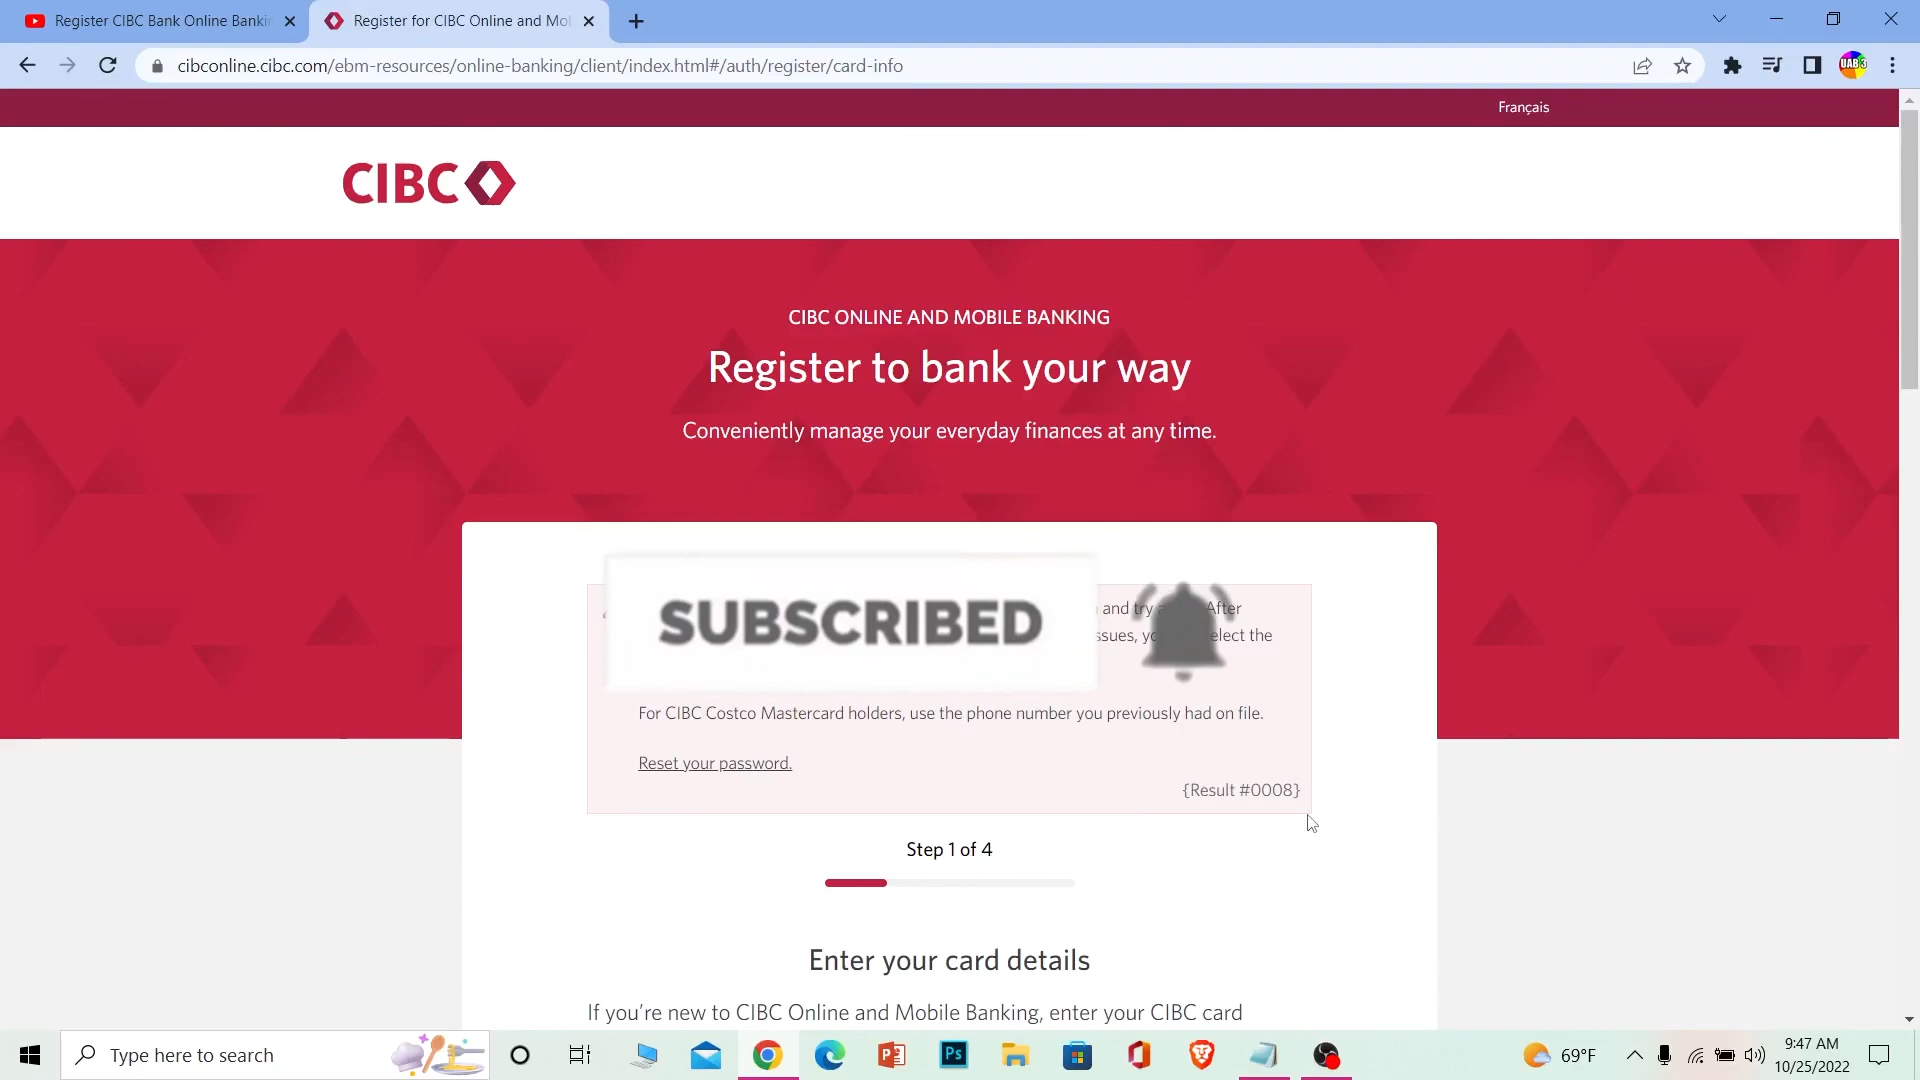 Register CIBC Bank Online Bankin
Register for CIBC Online and Mob
cibconline.cibc.com/ebm-resources/online-banking/client/index.html#/auth/register/card-info
UAB 3
Français
CIBC
CIBC ONLINE AND MOBILE BANKING
Register to bank your way
Conveniently manage your everyday finances at any time.
SUBSCRIBED
and try After
ssues, elect the
For CIBC Costco Mastercard holders, use the phone number you previously had on file.
Reset your password.
{Result #0008}
Step 1 of 4
Enter your card details
If you're new to CIBC Online and Mobile Banking, enter your CIBC card
Type here to search
Ps
69°F
9:47 AM
10/25/2022